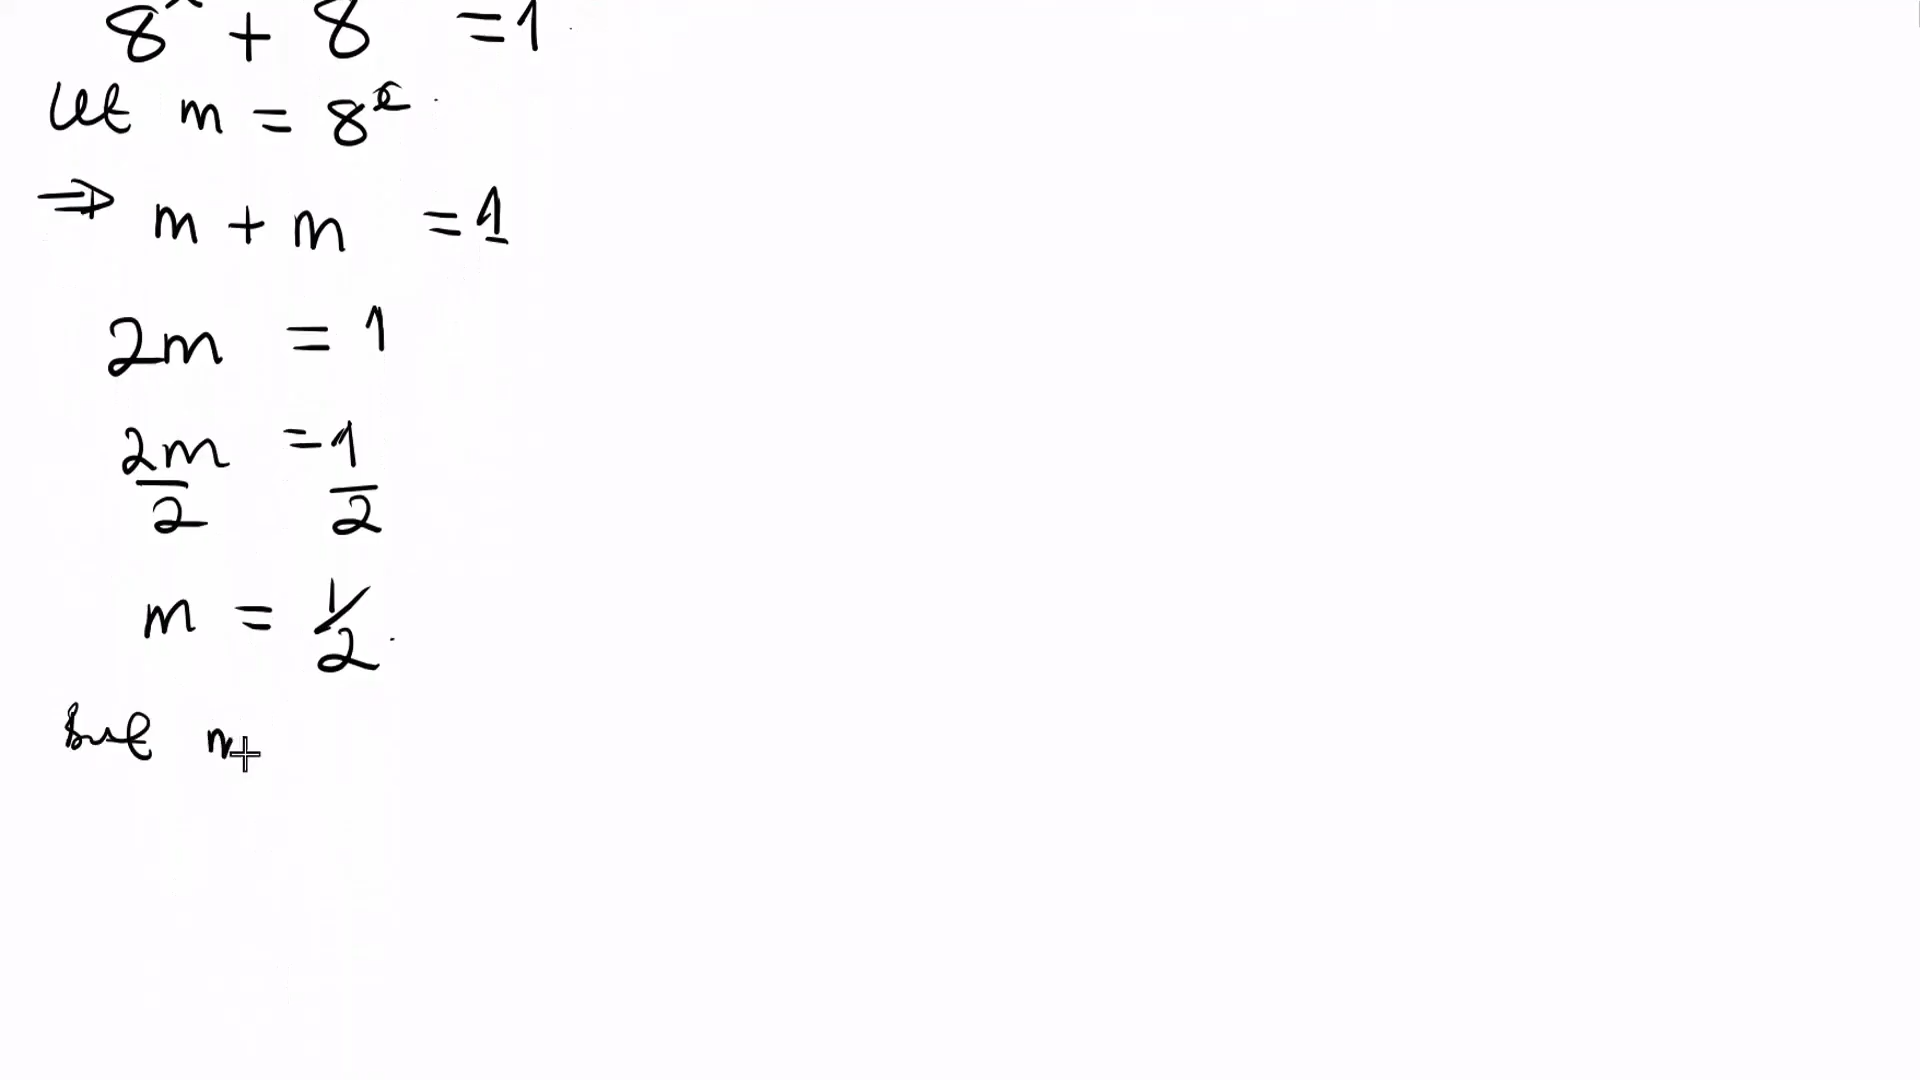 8^x + 8 = 1
let m = 8^x
⇒ m + m = 1
2m = 1
2m/2 = 1/2
m = 1/2
But m